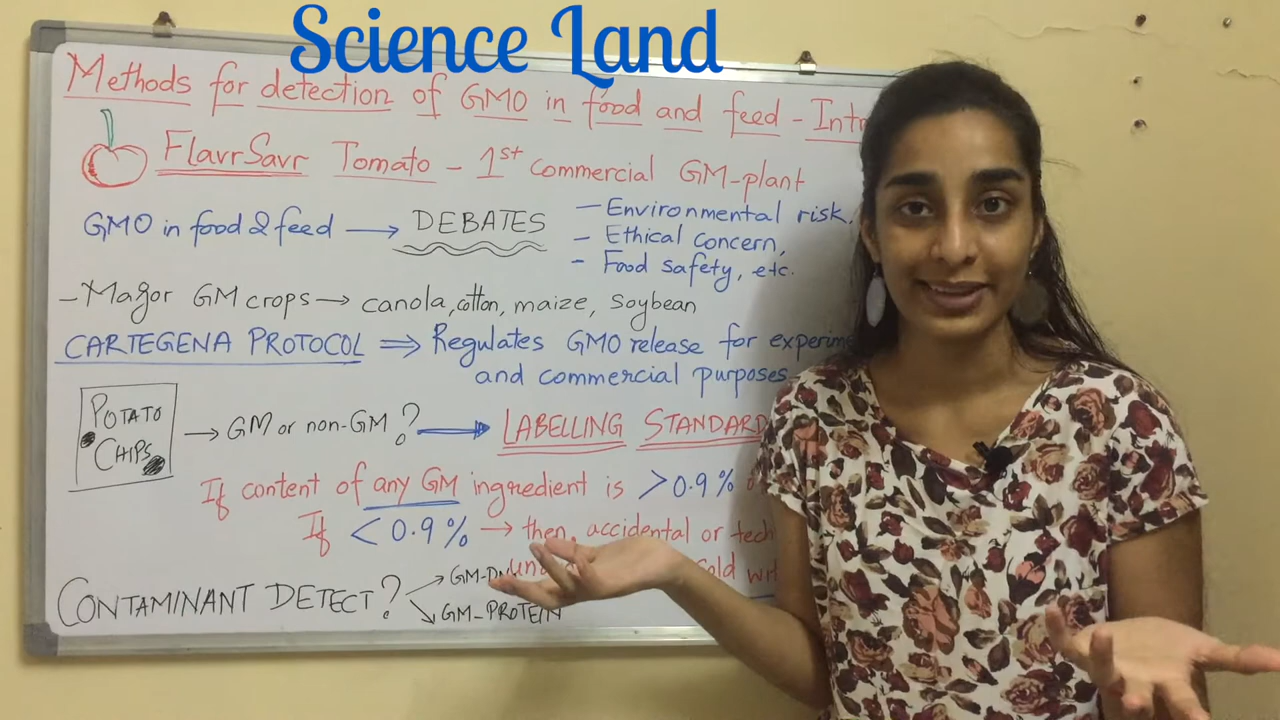 Science Land
Methods for detection of GMO in food and feed - Int
FlavrSavr Tomato - 1st commercial GM-plant
GMO in food & feed → DEBATES
- Environmental risk.
- Ethical concern,
- Food safety, etc.
- Major GM crops → canola, cotton, maize, soybean
CARTEGENA PROTOCOL ⇒ Regulates GMO release for experime
and commercial purposes
POTATO
CHIPS
→ GM or non-GM? → LABELLING STANDARD
If content of any GM ingredient is > 0.9%
If < 0.9% → then, accidental or tech
CONTAMINANT DETECT?
→ GM-D
→ GM-PROTEIN